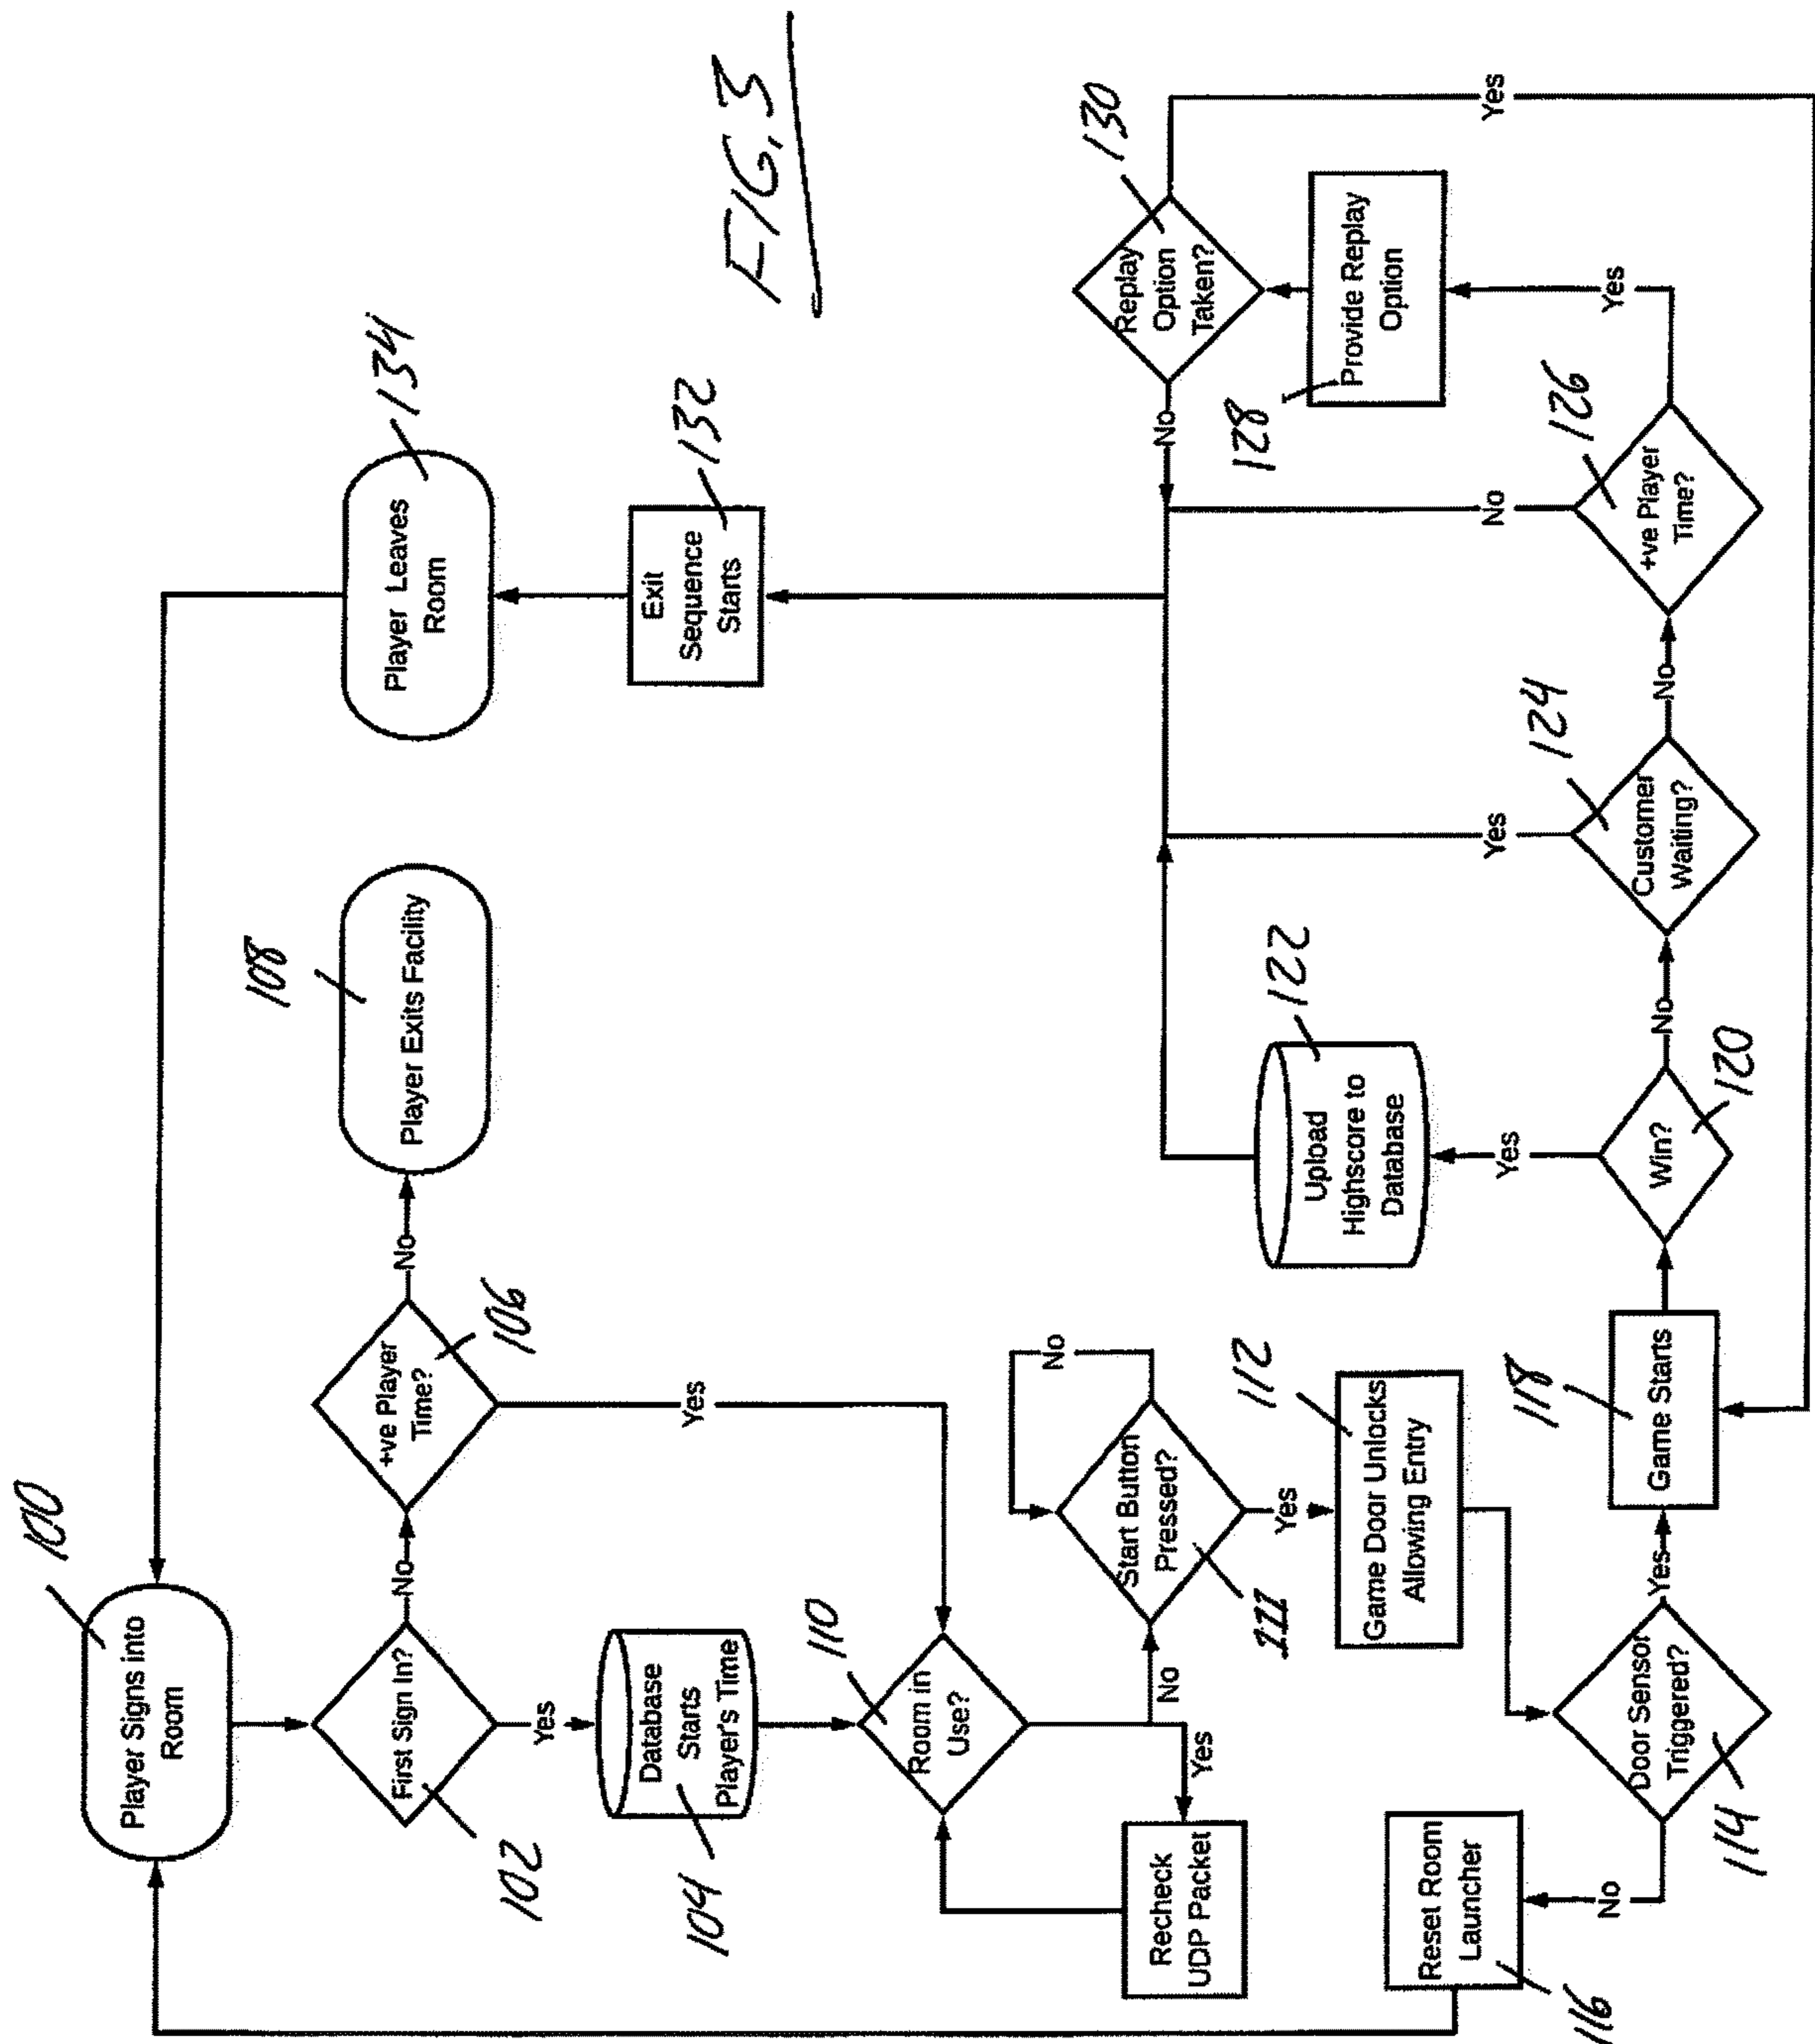 100
Player Signs into
Room
First Sign In?
102
No
+ve Player
Time?
106
No
Player Exits Facility
108
Yes
Database
Starts
Player's Time
104
Yes
Room in
Use?
110
Yes
Recheck
UDP Packet
No
Start Button
Pressed?
111
No
Yes
Game Door Unlocks
Allowing Entry
112
Door Sensor
Triggered?
114
No
Reset Room
Launcher
116
Yes
Game Starts
118
Win?
120
Yes
Upload
Highscore to
Database
122
No
Customer
Waiting?
124
Yes
No
+ve Player
Time?
126
No
Yes
Provide Replay
Option
128
Replay
Option
Taken?
130
No
Yes
Exit
Sequence
Starts
132
Player Leaves
Room
134
FIG. 3